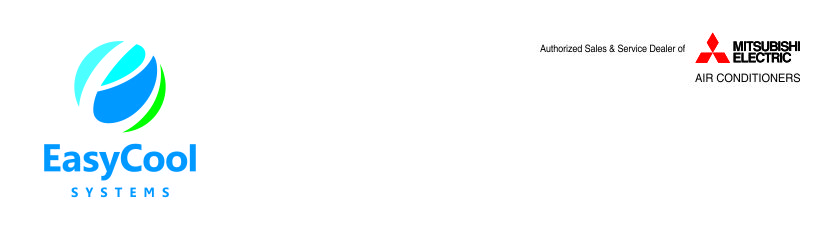 Authorized Sales & Service Dealer of
MITSUBISHI
ELECTRIC
AIR CONDITIONERS
EasyCool
SYSTEMS